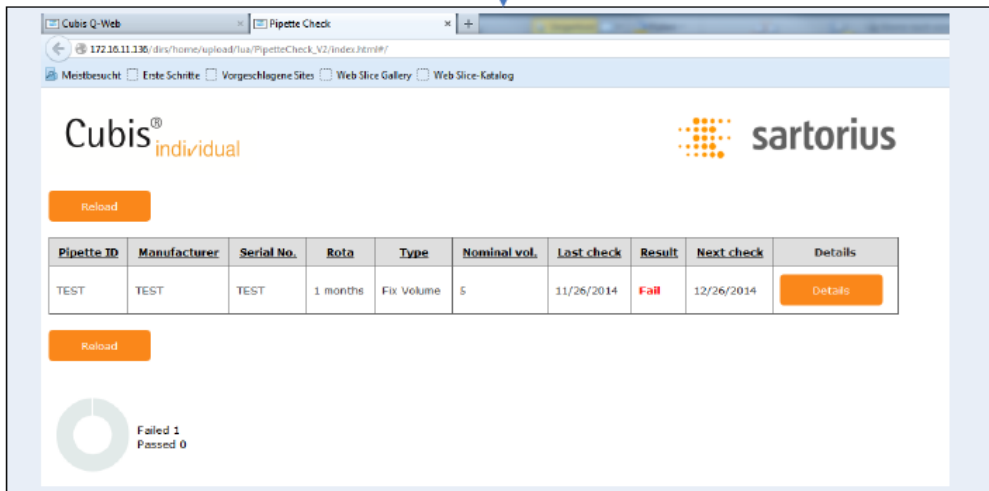 Cubis Q-Web × Pipette Check × +
172.16.11.136/dirs/home/upload/lua/PipetteCheck_V2/index.html#/
Meistbesucht Erste Schritte Vorgeschlagene Sites Web Slice Gallery Web Slice-Katalog
Cubis® individual
sartorius
Reload
Pipette ID Manufacturer Serial No. Rota Type Nominal vol. Last check Result Next check Details
TEST TEST TEST 1 months Fix Volume 5 11/26/2014 Fail 12/26/2014 Details
Reload
Failed 1
Passed 0